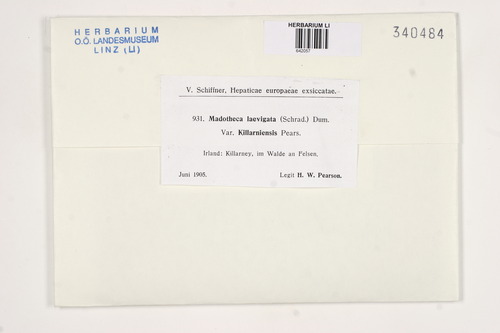 HERBARIUM
O.Ö. LANDESMUSEUM
LINZ (LI)
HERBARIUM LI
642057
340484
V. Schiffner, Hepaticae europaeae exsiccatae.
931. Madotheca laevigata (Schrad.) Dum.
Var. Killarniensis Pears.
Irland: Killarney, im Walde an Felsen.
Juni 1905. Legit H. W. Pearson.